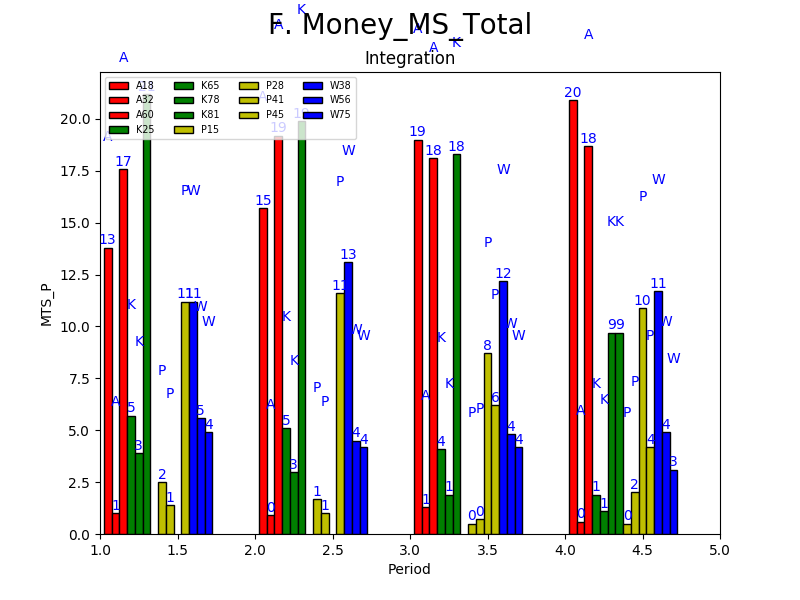 F. Money_MS_Total
Integration
A18 K65 P28 W38
A32 K78 P41 W56
A60 K81 P45 W75
K25 P15
MTS_P
20.0
17.5
15.0
12.5
10.0
7.5
5.0
2.5
0.0
A A A K A A K A
A A K P W K P W P W W
A K K P P P W W W
A K K P P P W W W
A K K K K P P P P W W W
13 1 17 5 3 2 1 11 11 5 4
15 0 19 5 3 19 1 1 11 13 4 4
19 1 18 4 1 18 0 0 8 6 12 4 4
20 0 18 1 1 9 9 0 2 10 4 11 4 3
1.0 1.5 2.0 2.5 3.0 3.5 4.0 4.5 5.0
Period